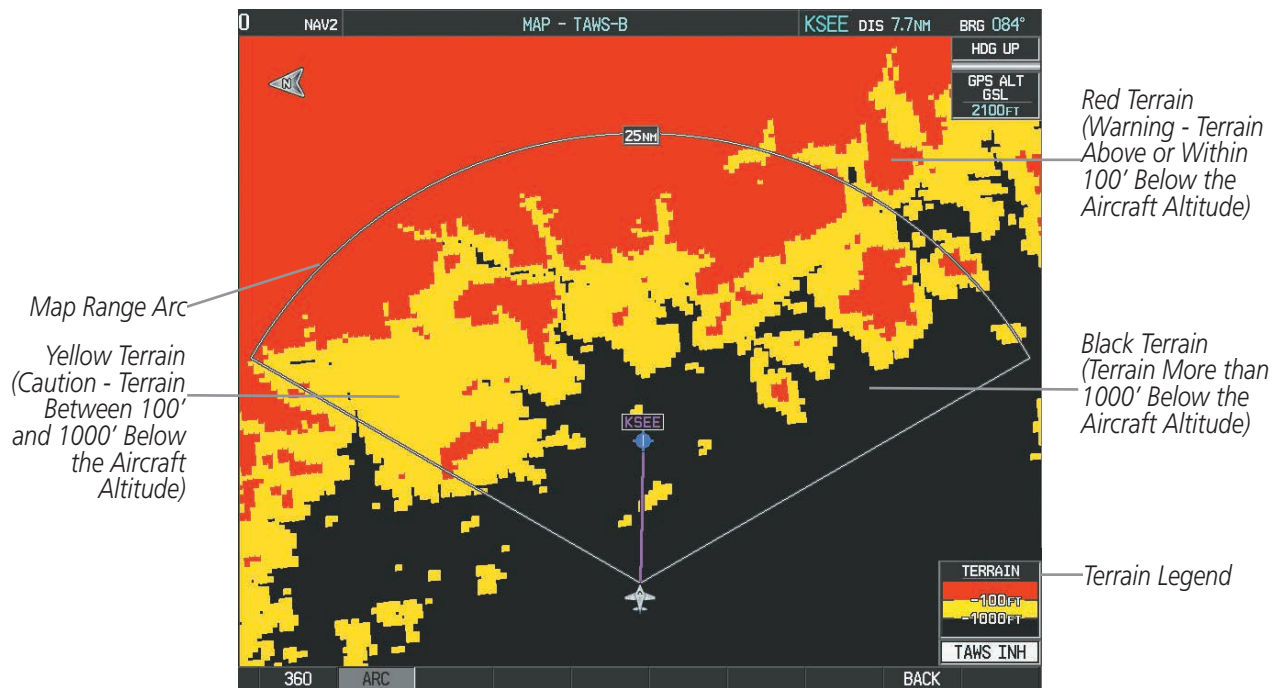 0 NAV2 MAP – TAWS–B KSEE DIS 7.7NM BRG 084°
HDG UP
N
GPS ALT
GSL
2100FT
25NM
Red Terrain
(Warning - Terrain
Above or Within
100’ Below the
Aircraft Altitude)
Map Range Arc
Yellow Terrain
(Caution - Terrain
Between 100’
and 1000’ Below
the Aircraft
Altitude)
Black Terrain
(Terrain More than
1000’ Below the
Aircraft Altitude)
KSEE
TERRAIN
–100FT
–1000FT
Terrain Legend
TAWS INH
360 ARC BACK